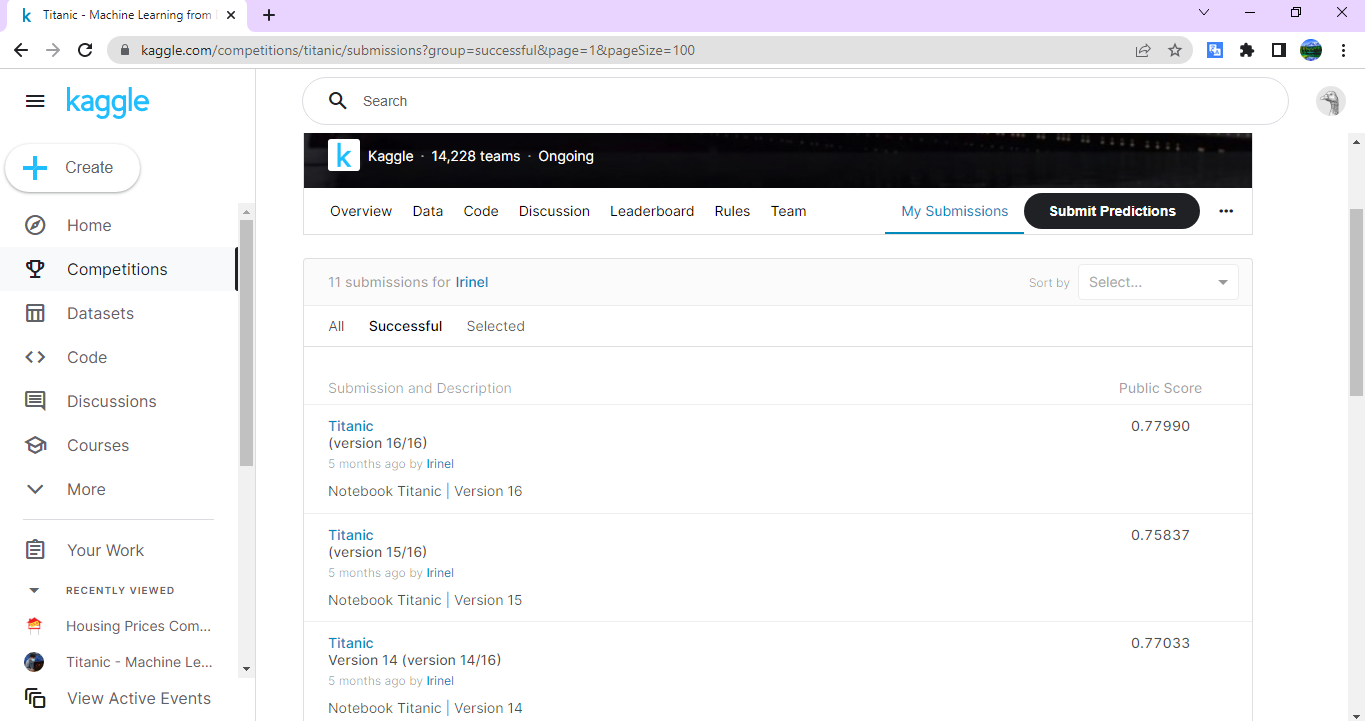 Titanic - Machine Learning from
kaggle.com/competitions/titanic/submissions?group=successful&page=1&pageSize=100
kaggle
Search
Create
Home
Competitions
Datasets
Code
Discussions
Courses
More
Your Work
RECENTLY VIEWED
Housing Prices Com...
Titanic - Machine Le...
View Active Events
k
Kaggle · 14,228 teams · Ongoing
Overview Data Code Discussion Leaderboard Rules Team My Submissions Submit Predictions
11 submissions for Irinel Sort by Select...
All Successful Selected
Submission and Description Public Score
Titanic 0.77990
(version 16/16)
5 months ago by Irinel
Notebook Titanic | Version 16
Titanic 0.75837
(version 15/16)
5 months ago by Irinel
Notebook Titanic | Version 15
Titanic 0.77033
Version 14 (version 14/16)
5 months ago by Irinel
Notebook Titanic | Version 14